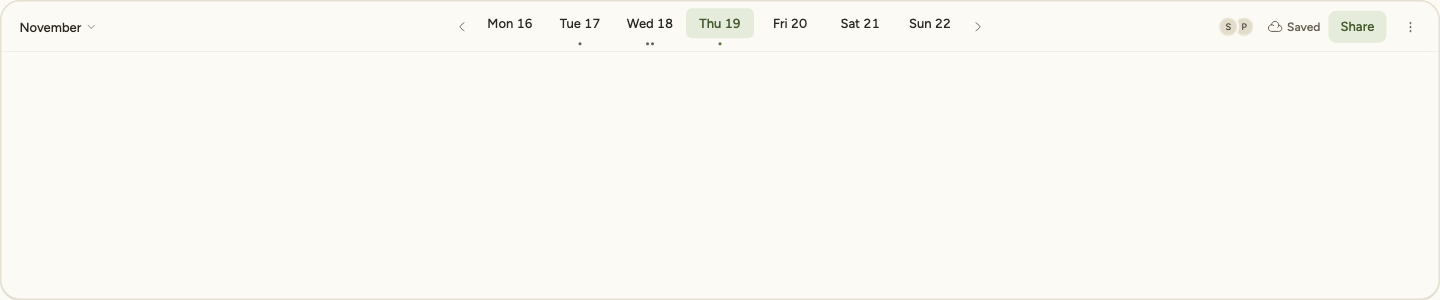 November
Mon 16 Tue 17 Wed 18 Thu 19 Fri 20 Sat 21 Sun 22
S P Saved Share